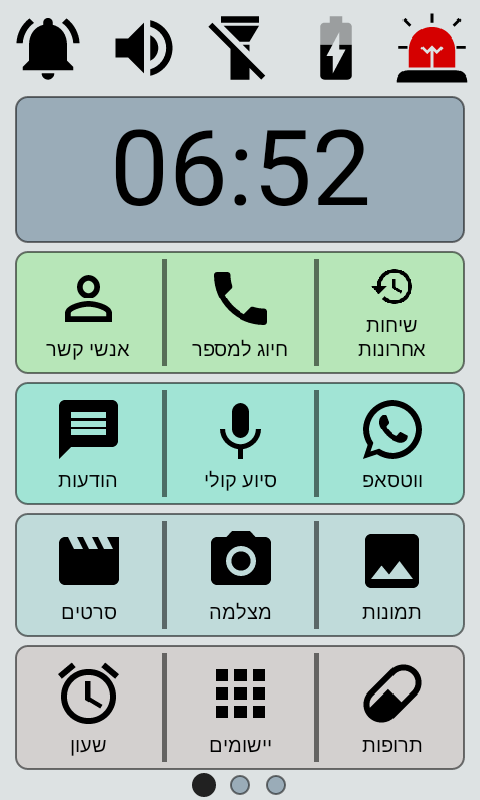 06:52
שיחות
אחרונות
חיוג למספר
אנשי קשר
ווטסאפ
סיוע קולי
הודעות
תמונות
מצלמה
סרטים
תרופות
יישומים
שעון